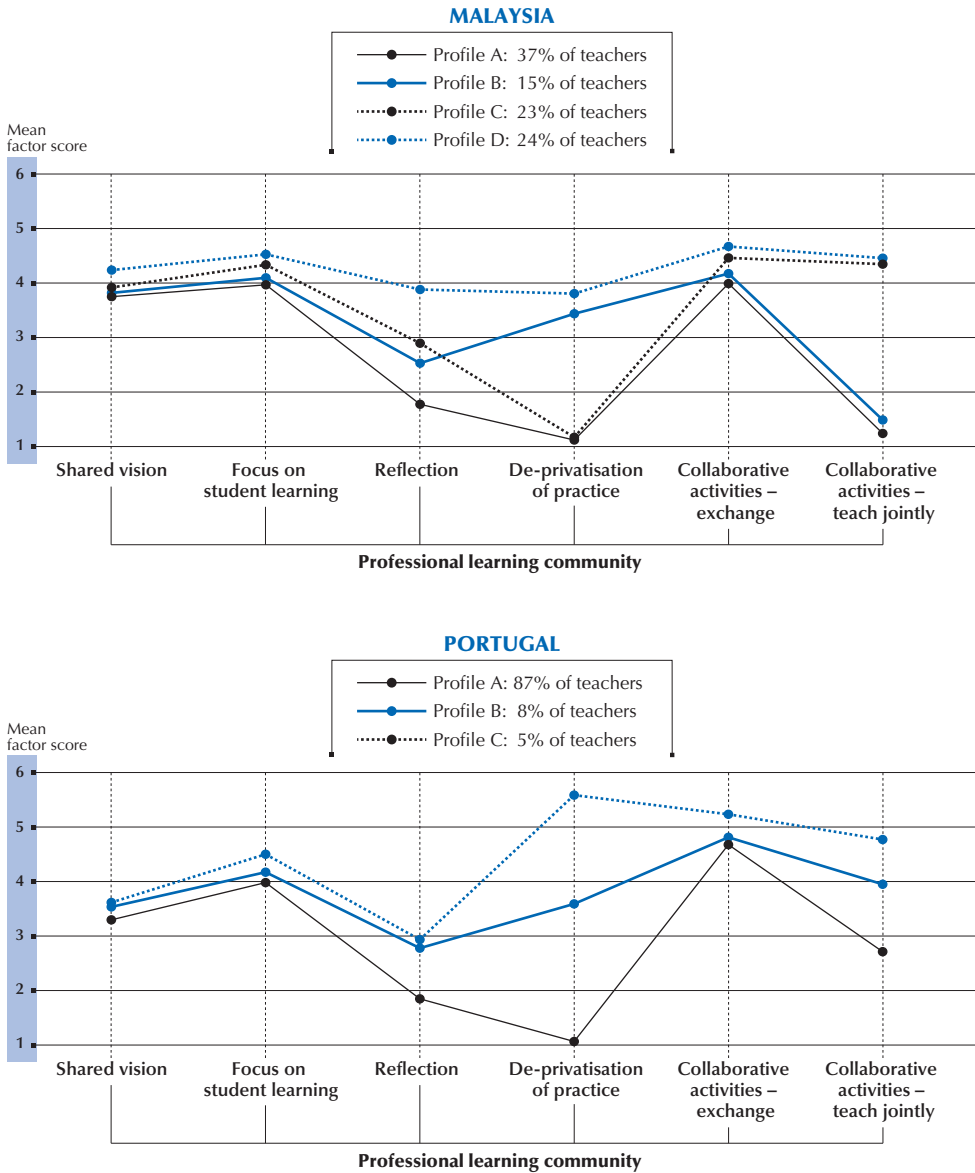 MALAYSIA
Profile A: 37% of teachers
Profile B: 15% of teachers
Profile C: 23% of teachers
Profile D: 24% of teachers
Mean
factor score
6
5
4
3
2
1
Shared vision
Focus on
student learning
Reflection
De-privatisation
of practice
Collaborative
activities –
exchange
Collaborative
activities –
teach jointly
Professional learning community
PORTUGAL
Profile A: 87% of teachers
Profile B: 8% of teachers
Profile C: 5% of teachers
Mean
factor score
6
5
4
3
2
1
Shared vision
Focus on
student learning
Reflection
De-privatisation
of practice
Collaborative
activities –
exchange
Collaborative
activities –
teach jointly
Professional learning community